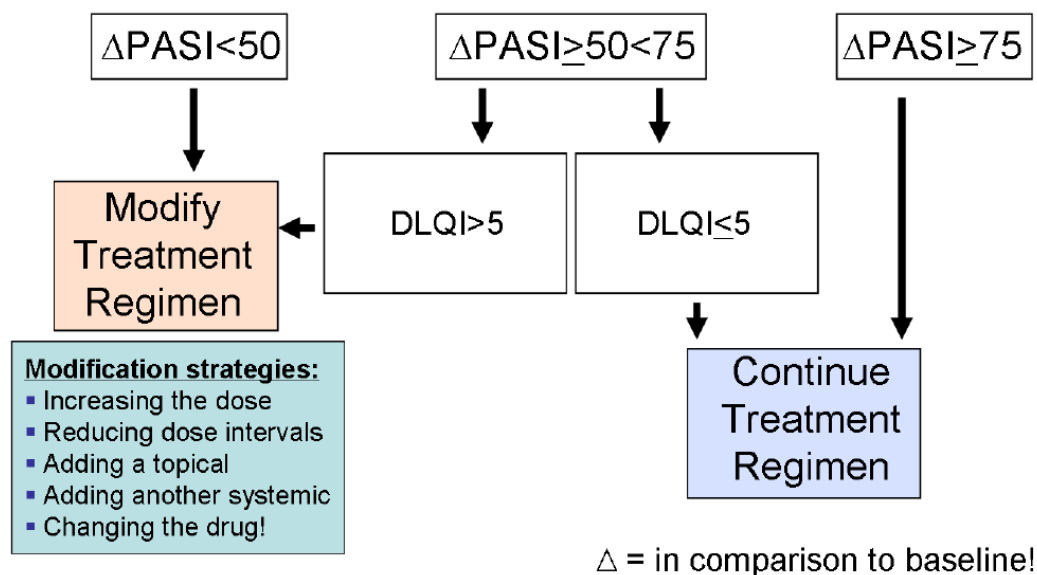 ΔPASI<50
ΔPASI≥50<75
ΔPASI≥75
DLQI>5
DLQI≤5
Modify
Treatment
Regimen
Modification strategies:
▪ Increasing the dose
▪ Reducing dose intervals
▪ Adding a topical
▪ Adding another systemic
▪ Changing the drug!
Continue
Treatment
Regimen
Δ = in comparison to baseline!